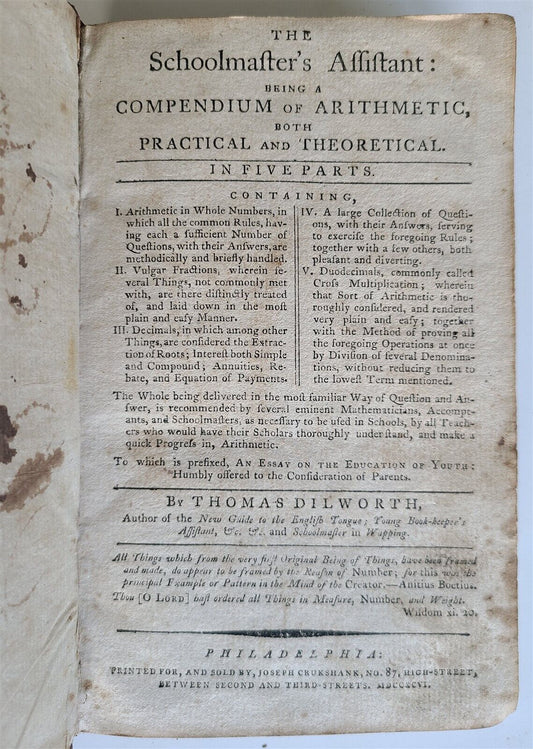 THE
Schoolmaſter's Aſſiſtant:
BEING A
COMPENDIUM OF ARITHMETIC,
BOTH
PRACTICAL AND THEORETICAL.
IN FIVE PARTS.
CONTAINING,
I. Arithmetic in Whole Numbers, in
which all the common Rules, hav-
ing each a ſufficient Number of
Queſtions, with their Anſwers, are
methodically and briefly handled.
II. Vulgar Fractions, wherein ſe-
veral Things, not commonly met
with, are there diſtinctly treated
of, and laid down in the moſt
plain and eaſy Manner.
III. Decimals, in which among other
Things, are conſidered the Extrac-
tion of Roots; Intereſt both Simple
and Compound; Annuities, Re-
bate, and Equation of Payments.
IV. A large Collection of Queſti-
ons, with their Anſwers, ſerving
to exerciſe the foregoing Rules;
together with a few others, both
pleaſant and diverting.
V. Duodecimals, commonly called
Croſs Multiplication; wherein
that Sort of Arithmetic is tho-
roughly conſidered, and rendered
very plain and eaſy; together
with the Method of proving all
the foregoing Operations at once
by Diviſion of ſeveral Denomina-
tions, without reducing them to
the loweſt Term mentioned.
The Whole being delivered in the moſt familiar Way of Queſtion and An-
ſwer, is recommended by ſeveral eminent Mathematicians, Accompt-
ants, and Schoolmaſters, as neceſſary to be uſed in Schools, by all Teach-
ers who would have their Scholars thoroughly underſtand, and make a
quick Progreſs in, Arithmetic.
To which is prefixed, AN ESSAY ON THE EDUCATION OF YOUTH:
Humbly offered to the Conſideration of Parents.
BY THOMAS DILWORTH,
Author of the New Guide to the Engliſh Tongue; Young Book-keeper's
Aſſiſtant, &c. &c. and Schoolmaſter in Wapping.
All Things which from the very firſt Original Being of Things, have been framed
and made, do appear to be framed by the Reaſon of Number; for this was the
principal Example or Pattern in the Mind of the Creator.—Anitius Boetius.
Thou [O LORD] haſt ordered all Things in Meaſure, Number, and Weight.
Wiſdom xi. 20.
PHILADELPHIA:
PRINTED FOR, AND SOLD BY, JOSEPH CRUKSHANK, NO. 87, HIGH-STREET,
BETWEEN SECOND AND THIRD-STREETS. MDCCXCVI.